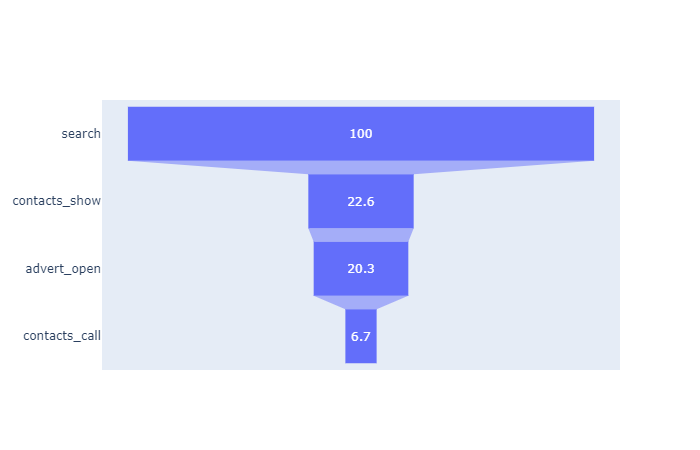 search 100
contacts_show 22.6
advert_open 20.3
contacts_call 6.7